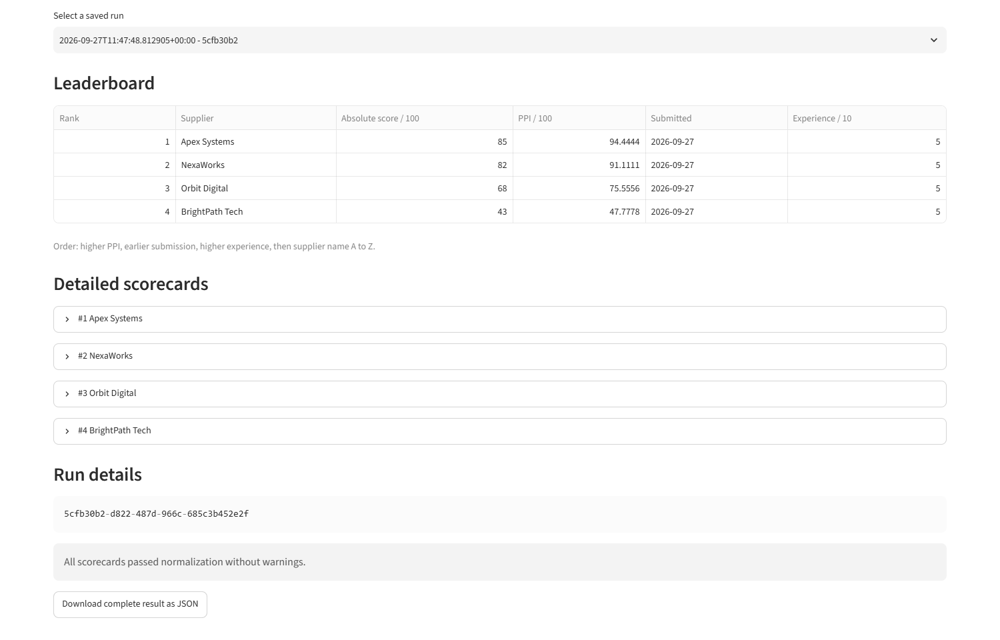 Select a saved run
2026-09-27T11:47:48.812905+00:00 - 5cfb30b2
Leaderboard
Rank Supplier Absolute score / 100 PPI / 100 Submitted Experience / 10
1 Apex Systems 85 94.4444 2026-09-27 5
2 NexaWorks 82 91.1111 2026-09-27 5
3 Orbit Digital 68 75.5556 2026-09-27 5
4 BrightPath Tech 43 47.7778 2026-09-27 5
Order: higher PPI, earlier submission, higher experience, then supplier name A to Z.
Detailed scorecards
#1 Apex Systems
#2 NexaWorks
#3 Orbit Digital
#4 BrightPath Tech
Run details
5cfb30b2-d822-487d-966c-685c3b452e2f
All scorecards passed normalization without warnings.
Download complete result as JSON